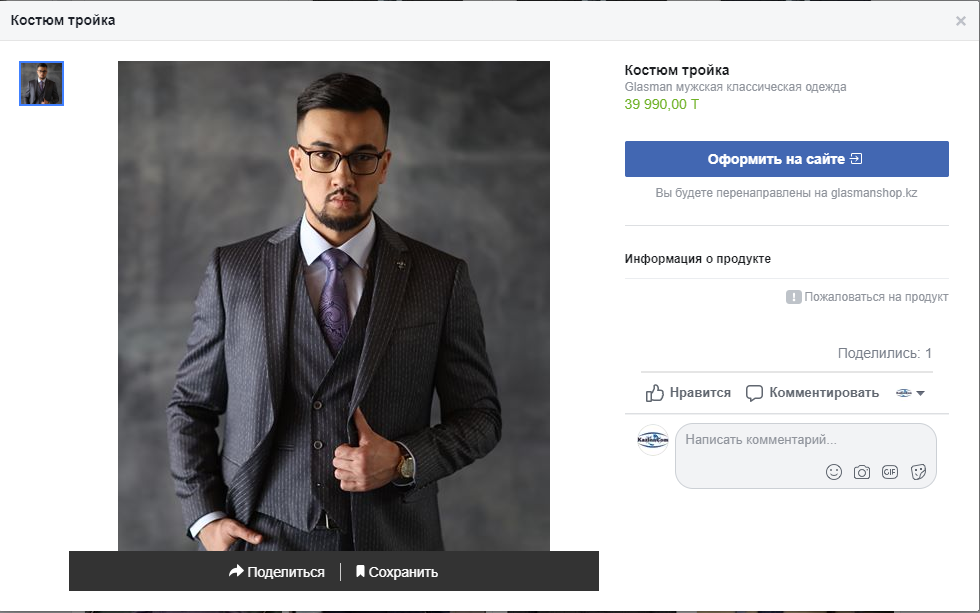 Костюм тройка
Костюм тройка
Glasman мужская классическая одежда
39 990,00 T
Оформить на сайте
Вы будете перенаправлены на glasmanshop.kz
Информация о продукте
Пожаловаться на продукт
Поделились: 1
Нравится Комментировать
Написать комментарий...
GIF
Поделиться Сохранить